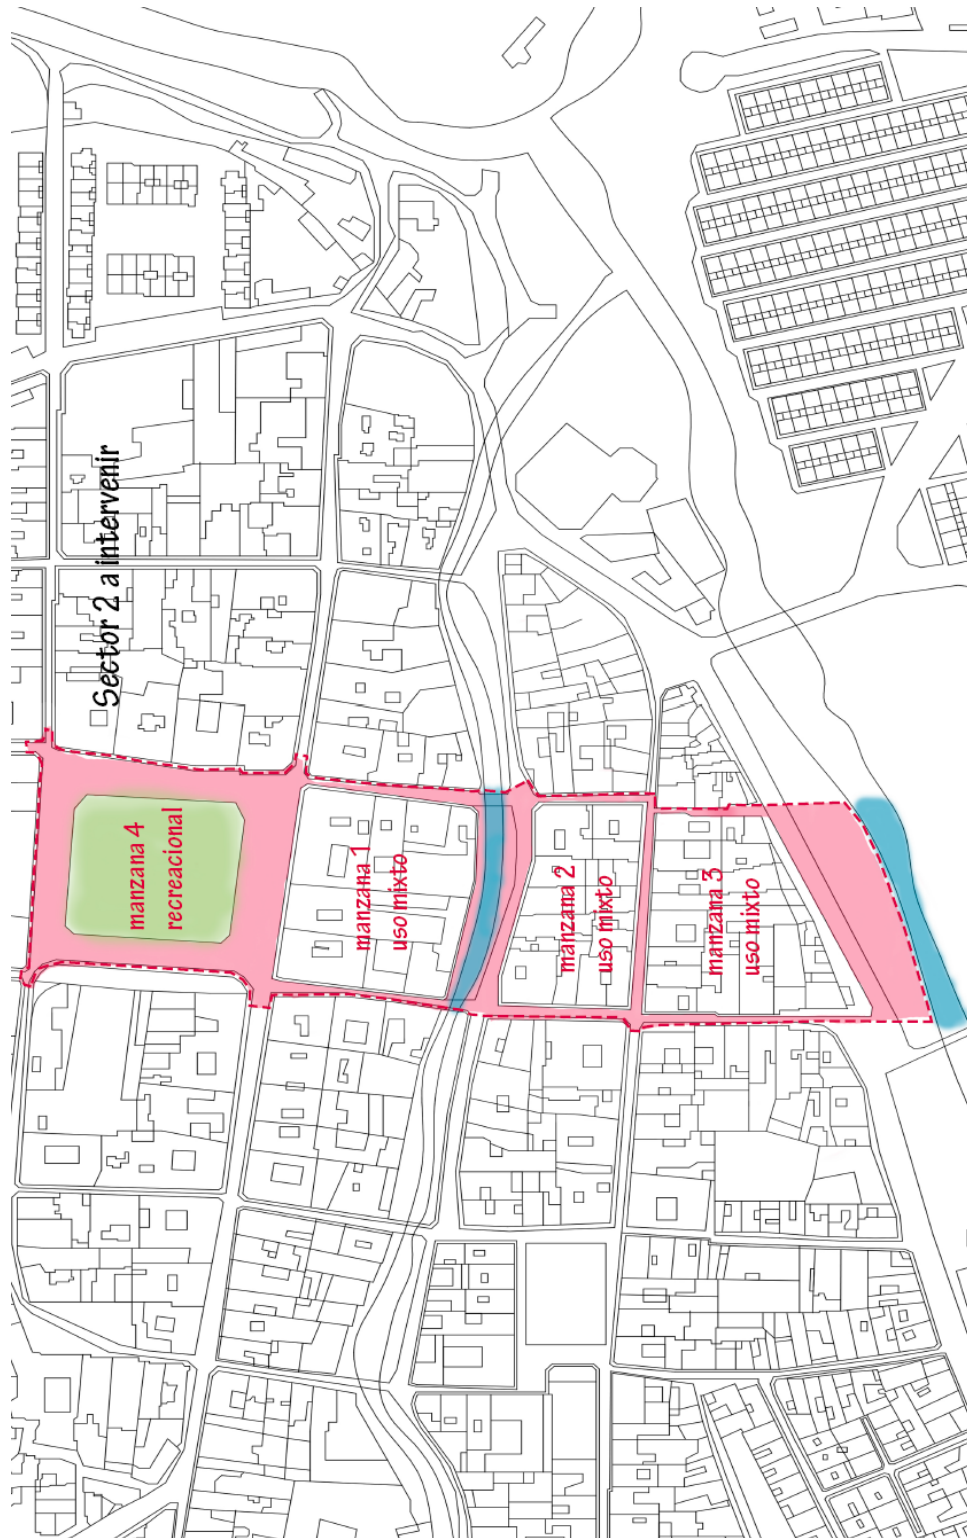 Sector 2 a intervenir
manzana 4
recreacional
manzana 1
uso mixto
manzana 2
uso mixto
manzana 3
uso mixto